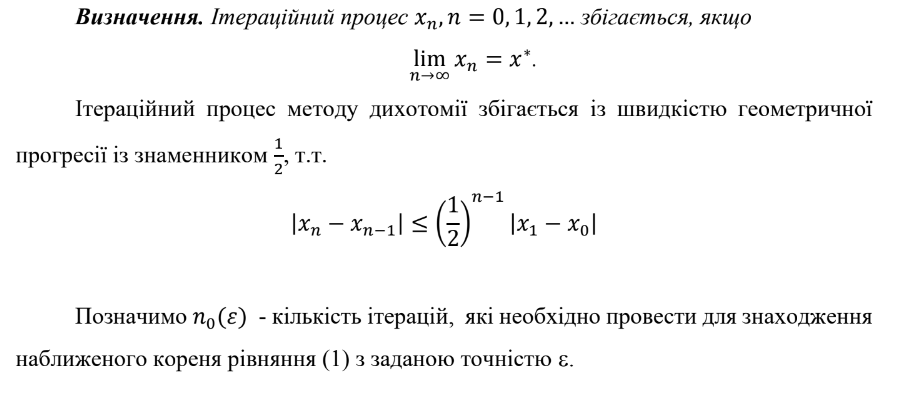 Визначення. Ітераційний процес xₙ, n = 0, 1, 2, … збігається, якщо
lim xₙ = x*.
n→∞
Ітераційний процес методу дихотомії збігається із швидкістю геометричної
прогресії із знаменником 1/2, т.т.
|xₙ − xₙ₋₁| ≤ (1/2)ⁿ⁻¹ |x₁ − x₀|
Позначимо n₀(ε) - кількість ітерацій, які необхідно провести для знаходження
наближеного кореня рівняння (1) з заданою точністю ε.